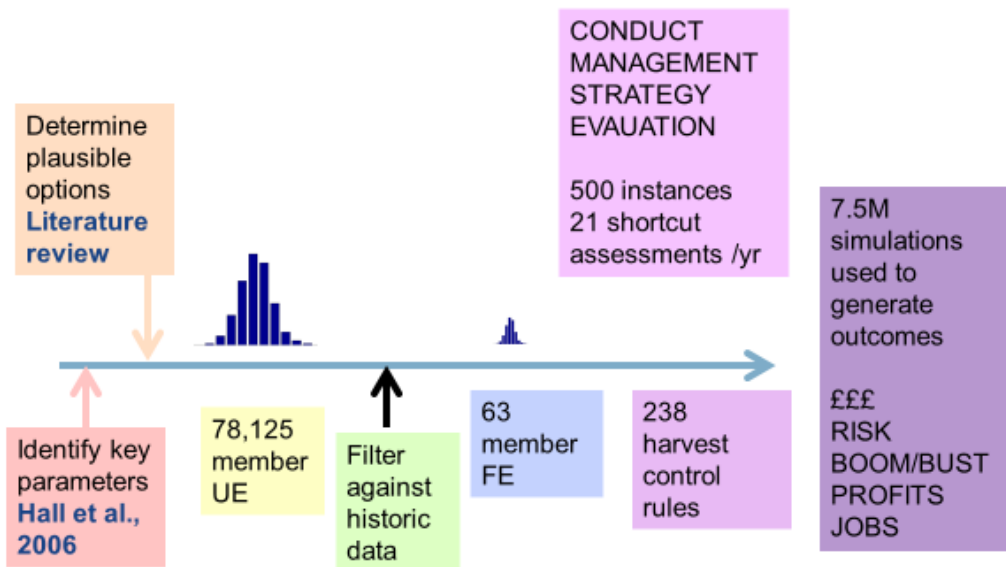 Determine
plausible
options
Literature
review
Identify key
parameters
Hall et al.,
2006
78,125
member
UE
Filter
against
historic
data
63
member
FE
238
harvest
control
rules
CONDUCT
MANAGEMENT
STRATEGY
EVAUATION
500 instances
21 shortcut
assessments /yr
7.5M
simulations
used to
generate
outcomes
£££
RISK
BOOM/BUST
PROFITS
JOBS